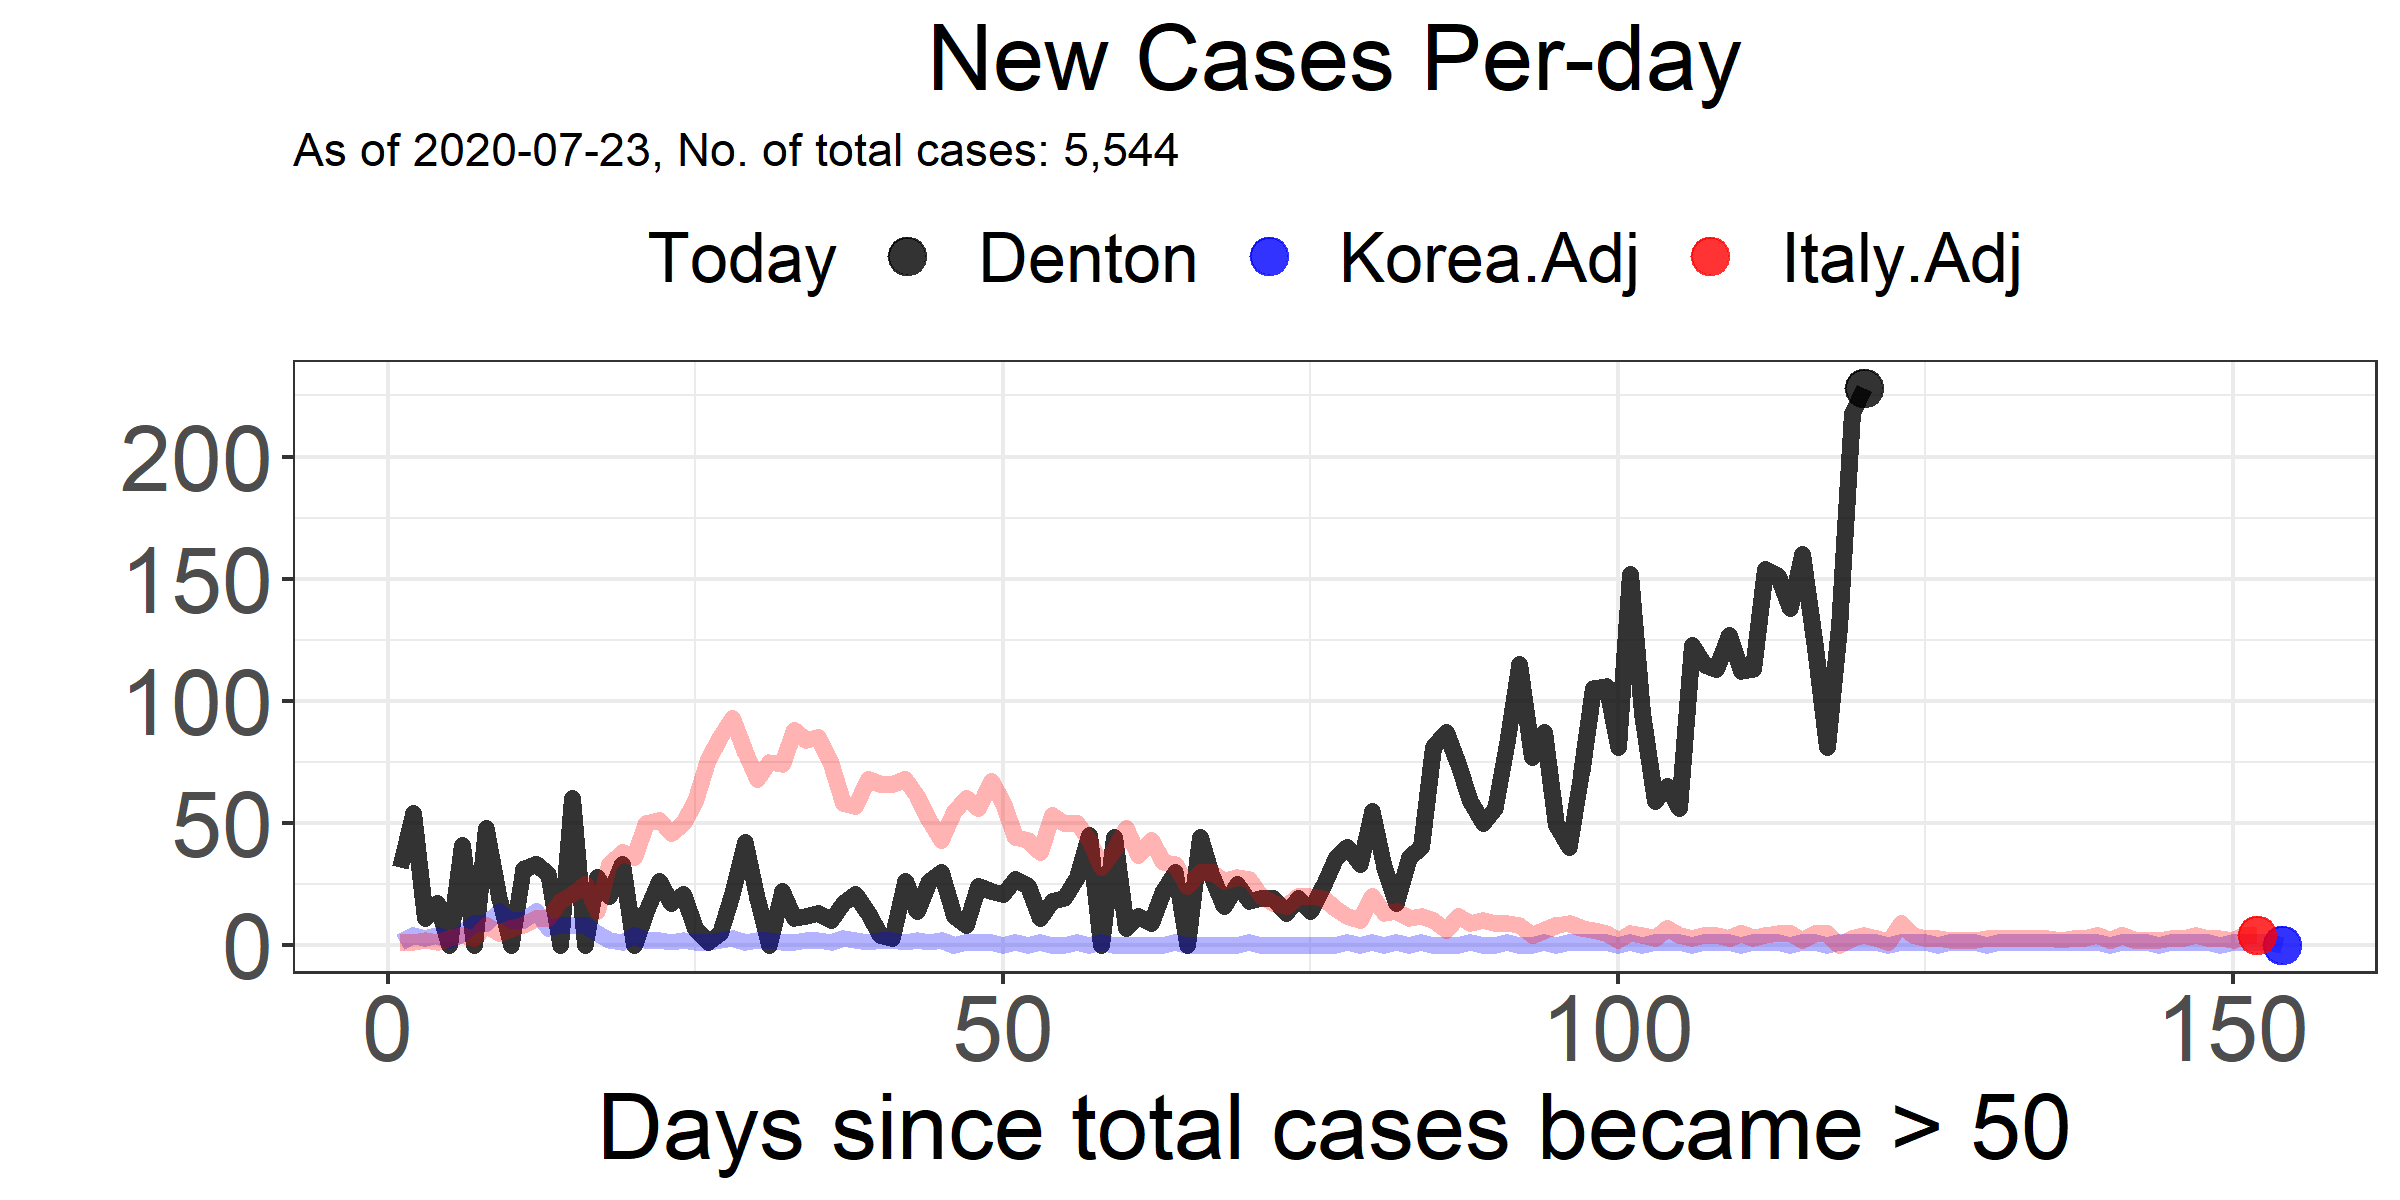 New Cases Per-day
As of 2020-07-23, No. of total cases: 5,544
Today Denton Korea.Adj Italy.Adj
200
150
100
50
0
0 50 100 150
Days since total cases became > 50